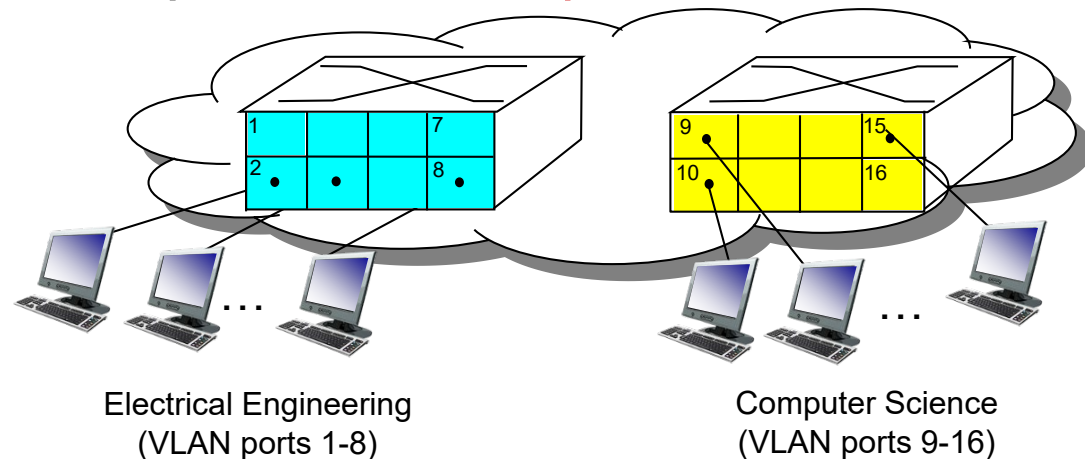 1 7
2 8
9 15
10 16
... ...
Electrical Engineering
(VLAN ports 1-8)
Computer Science
(VLAN ports 9-16)